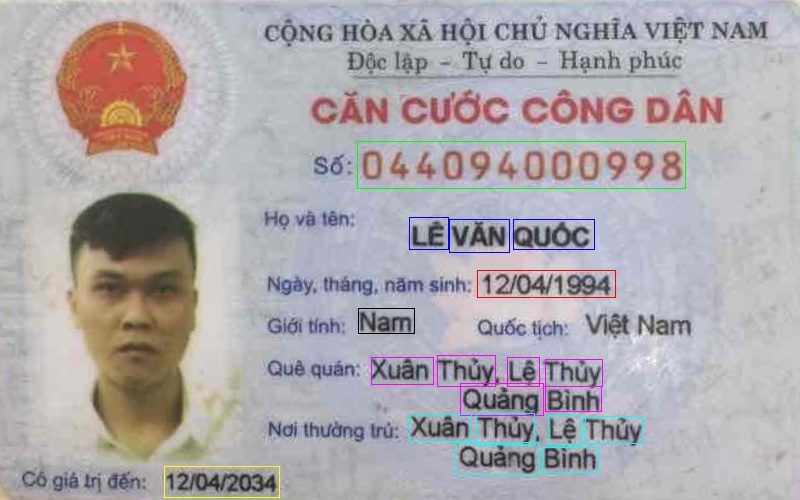 CỘNG HÒA XÃ HỘI CHỦ NGHĨA VIỆT NAM
Độc lập - Tự do - Hạnh phúc
CĂN CƯỚC CÔNG DÂN
Số: 044094000998
Họ và tên: LÊ VĂN QUỐC
Ngày, tháng, năm sinh: 12/04/1994
Giới tính: Nam Quốc tịch: Việt Nam
Quê quán: Xuân Thủy, Lệ Thủy
Quảng Bình
Nơi thường trú: Xuân Thủy, Lệ Thủy
Quảng Bình
Có giá trị đến: 12/04/2034